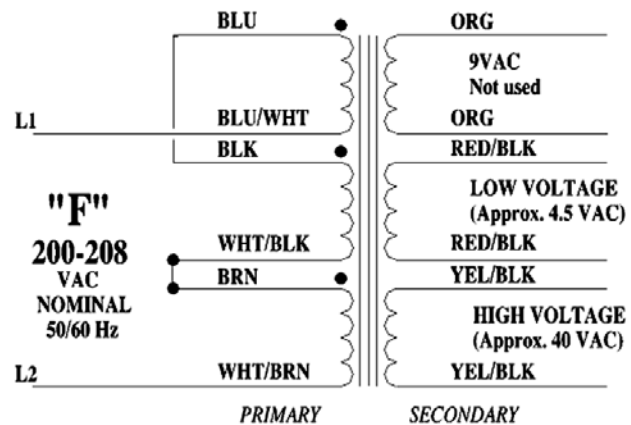 BLU
ORG
9VAC
Not used
L1
BLU/WHT
ORG
BLK
RED/BLK
"F"
200-208
VAC
NOMINAL
50/60 Hz
LOW VOLTAGE
(Approx. 4.5 VAC)
WHT/BLK
RED/BLK
BRN
YEL/BLK
HIGH VOLTAGE
(Approx. 40 VAC)
L2
WHT/BRN
YEL/BLK
PRIMARY
SECONDARY